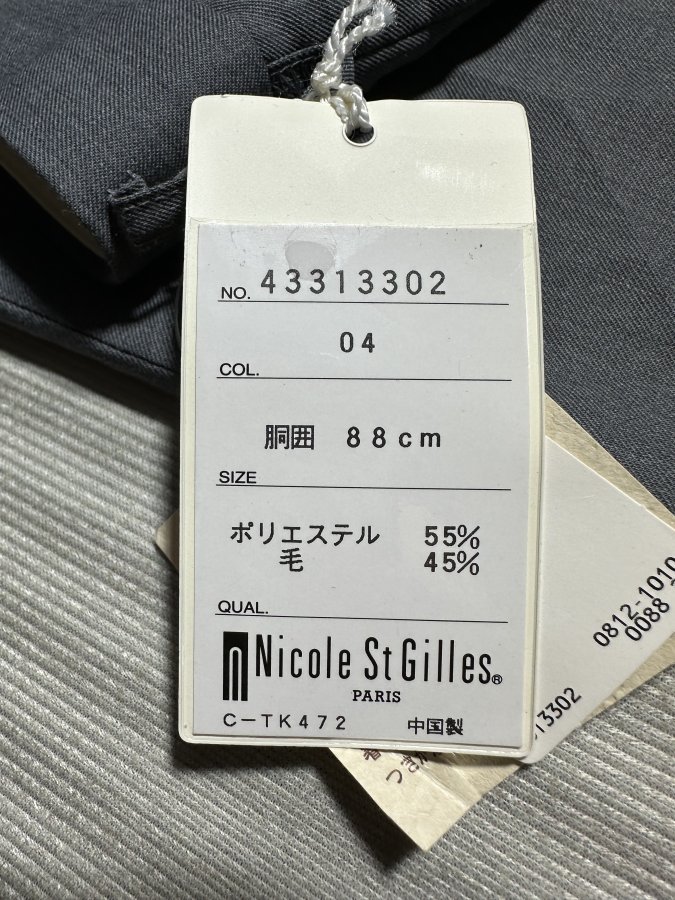 NO. 43313302
04
COL.
胴囲 88cm
SIZE
ポリエステル 55%
毛 45%
QUAL.
Nicole St Gilles®
PARIS
C-TK472 中国製
0812-1010
0088
13302